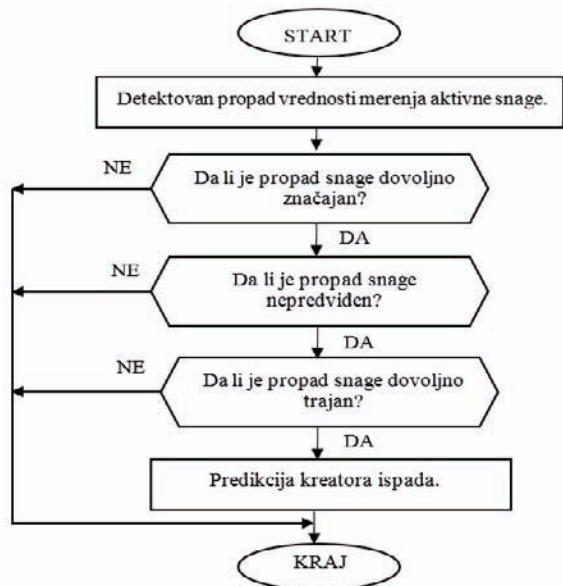 START
Detektovan propad vrednosti merenja aktivne snage.
NE
Da li je propad snage dovoljno
značajan?
DA
NE
Da li je propad snage
nepredviden?
DA
NE
Da li je propad snage dovoljno
trajan?
DA
Predikcija kreatora ispada.
KRAJ